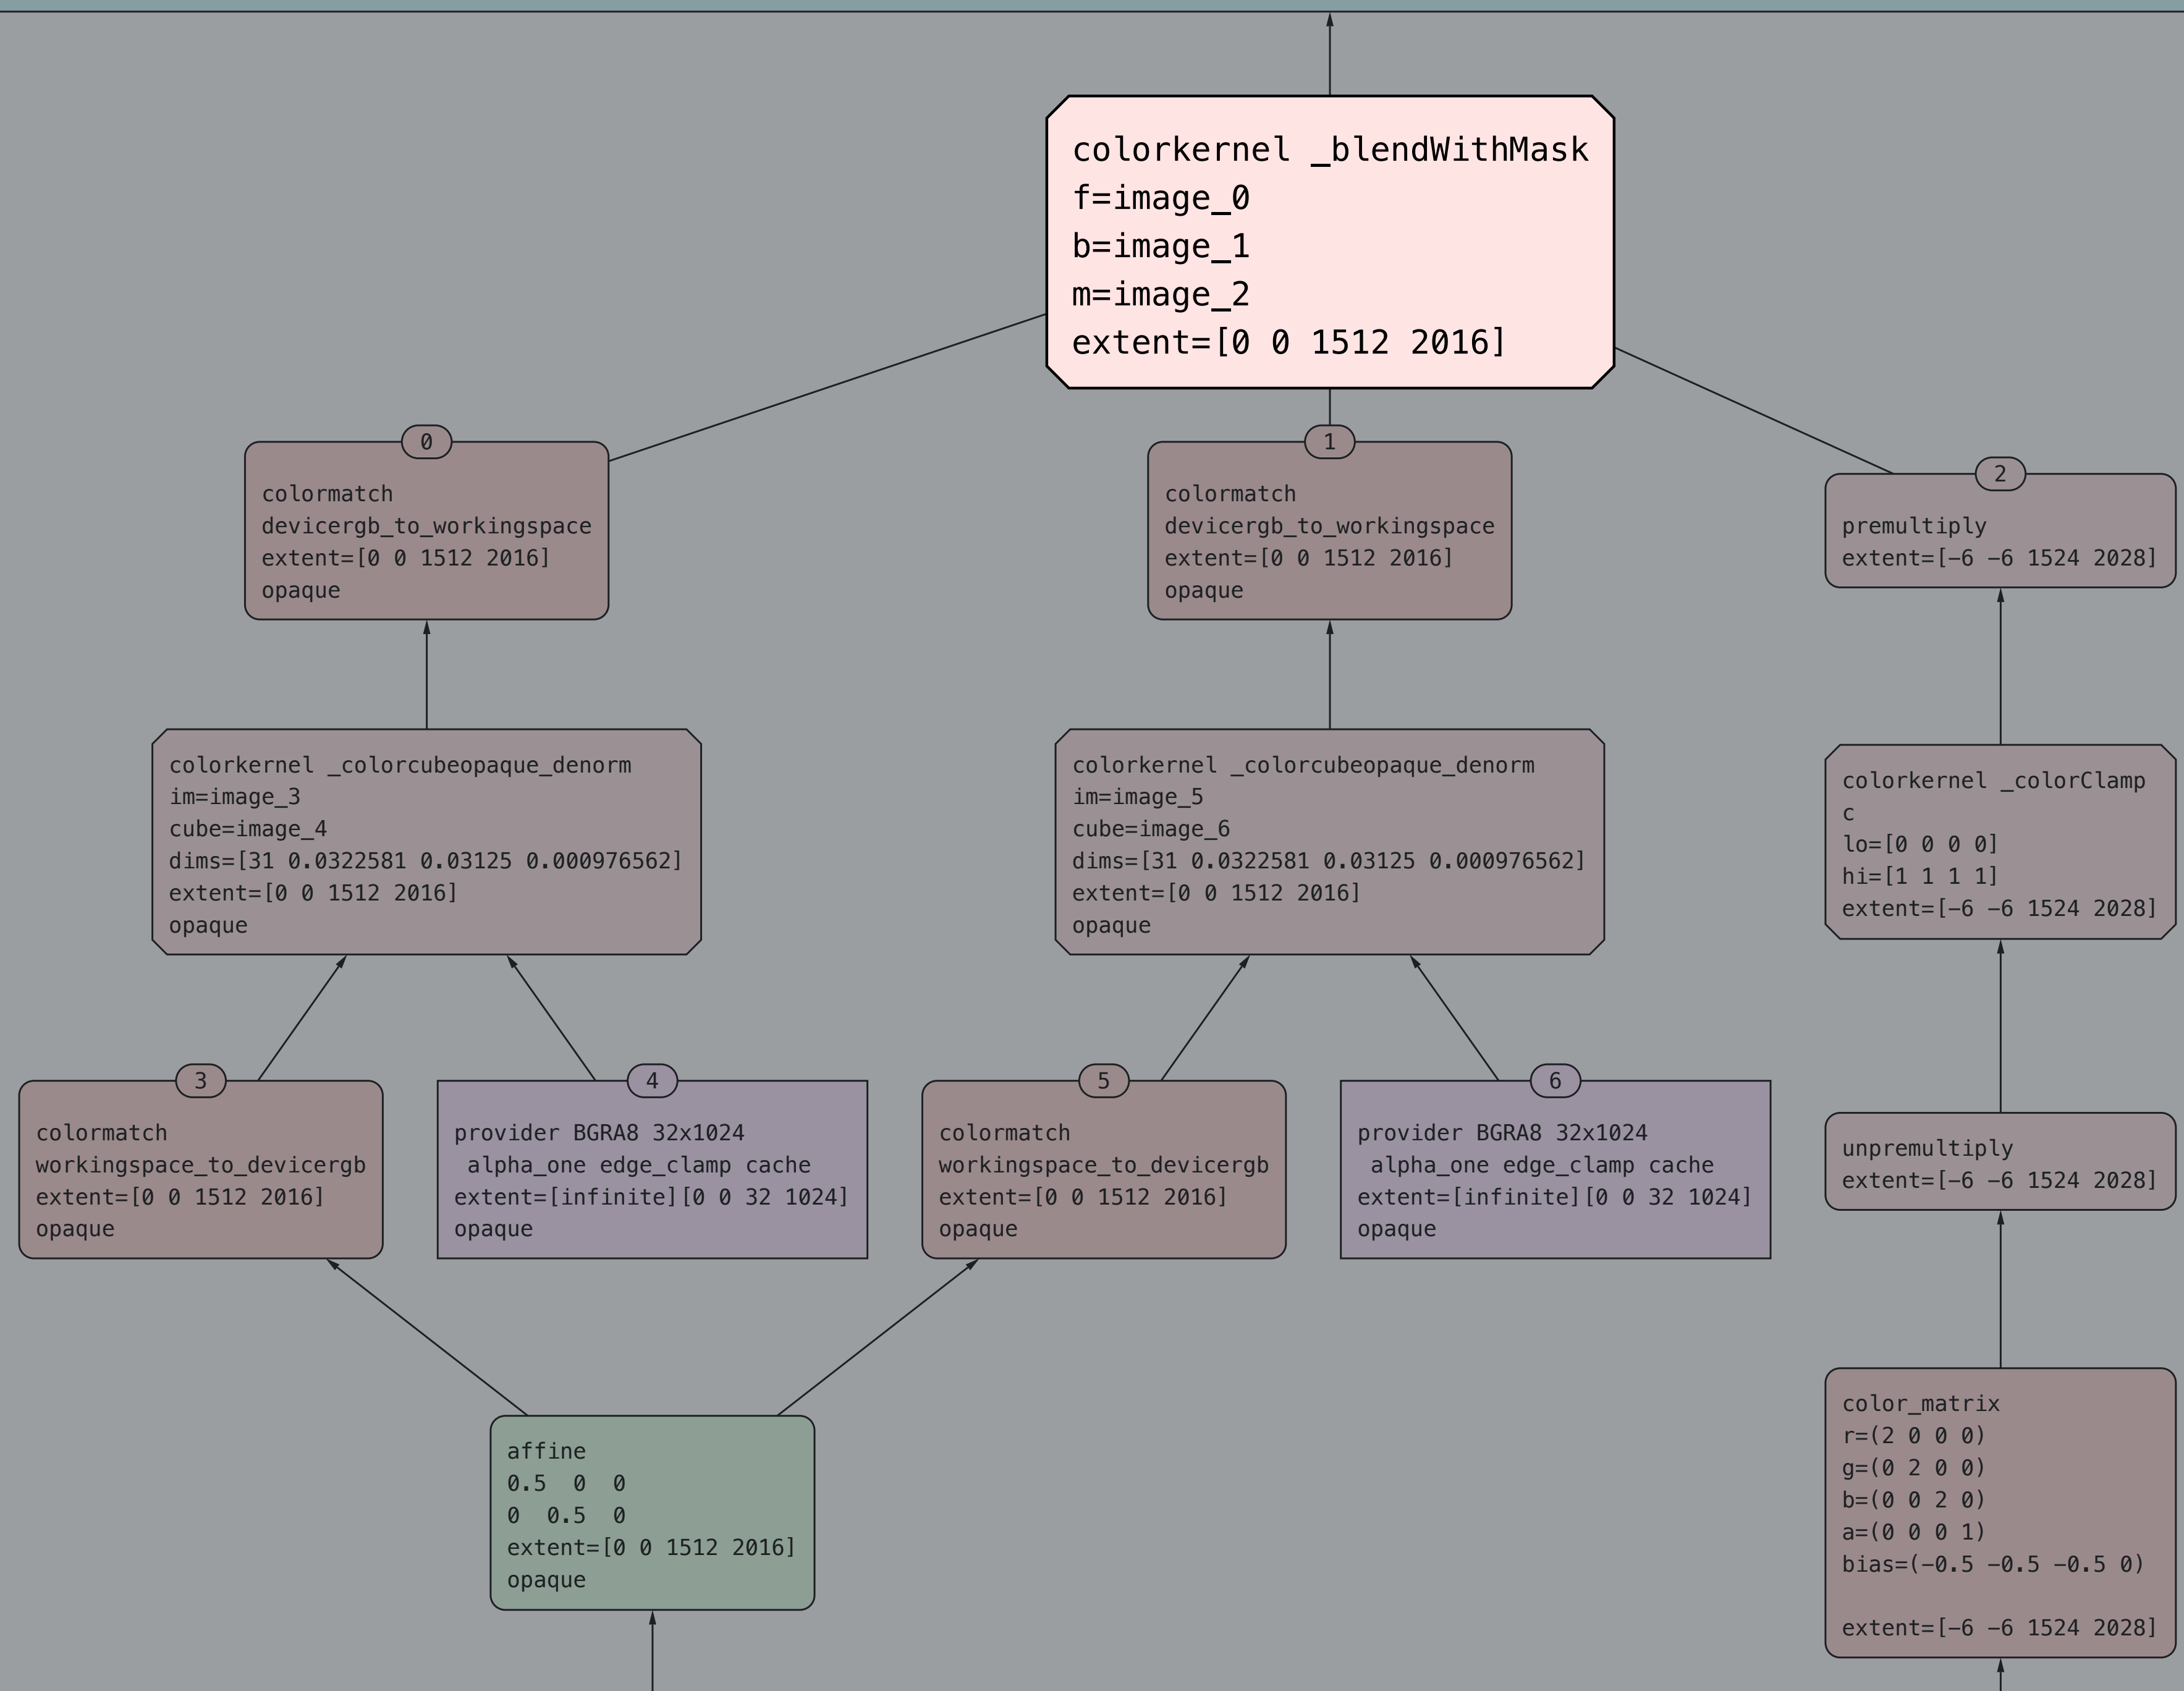 colorkernel _blendWithMask
f=image_0
b=image_1
m=image_2
extent=[0 0 1512 2016]
0
colormatch
devicergb_to_workingspace
extent=[0 0 1512 2016]
opaque
1
colormatch
devicergb_to_workingspace
extent=[0 0 1512 2016]
opaque
2
premultiply
extent=[−6 −6 1524 2028]
colorkernel _colorcubeopaque_denorm
im=image_3
cube=image_4
dims=[31 0.0322581 0.03125 0.000976562]
extent=[0 0 1512 2016]
opaque
colorkernel _colorcubeopaque_denorm
im=image_5
cube=image_6
dims=[31 0.0322581 0.03125 0.000976562]
extent=[0 0 1512 2016]
opaque
colorkernel _colorClamp
c
lo=[0 0 0 0]
hi=[1 1 1 1]
extent=[−6 −6 1524 2028]
3
colormatch
workingspace_to_devicergb
extent=[0 0 1512 2016]
opaque
4
provider BGRA8 32x1024
alpha_one edge_clamp cache
extent=[infinite][0 0 32 1024]
opaque
5
colormatch
workingspace_to_devicergb
extent=[0 0 1512 2016]
opaque
6
provider BGRA8 32x1024
alpha_one edge_clamp cache
extent=[infinite][0 0 32 1024]
opaque
unpremultiply
extent=[−6 −6 1524 2028]
affine
0.5 0 0
0 0.5 0
extent=[0 0 1512 2016]
opaque
color_matrix
r=(2 0 0 0)
g=(0 2 0 0)
b=(0 0 2 0)
a=(0 0 0 1)
bias=(−0.5 −0.5 −0.5 0)
extent=[−6 −6 1524 2028]